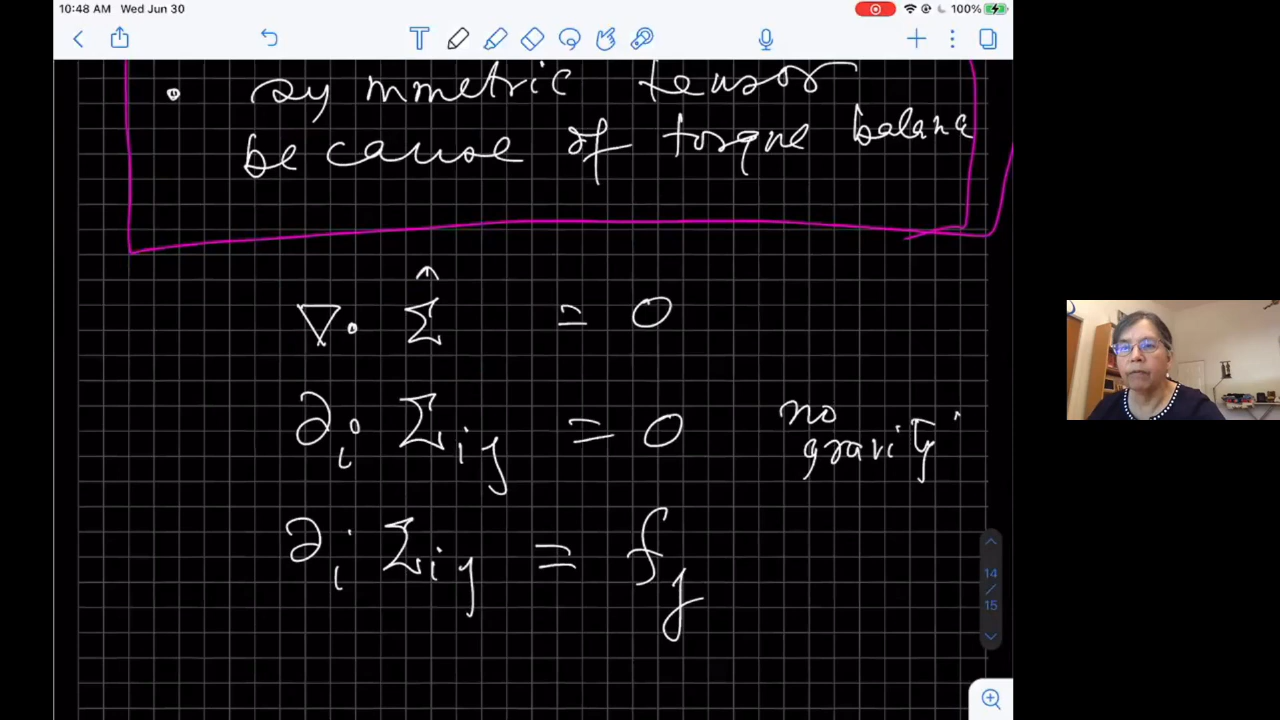 10:48 AM Wed Jun 30
100%
T
• symmetric tensor
because of torque balanc
∇· Σ̂ = 0
∂i Σij = 0 no gravity
∂i Σij = fj
14
/
15